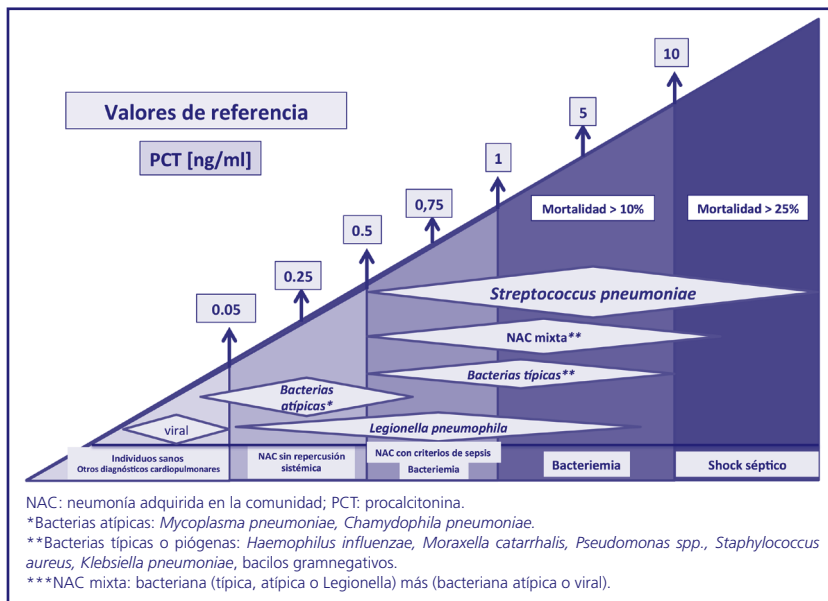 Valores de referencia
PCT [ng/ml]
10
5
1
0,75
0.5
0.25
0.05
Mortalidad > 10%
Mortalidad > 25%
Streptococcus pneumoniae
NAC mixta**
Bacterias típicas**
Bacterias
atípicas*
viral
Legionella pneumophila
Individuos sanos
Otros diagnósticos cardiopulmonares
NAC sin repercusión
sistémica
NAC con criterios de sepsis
Bacteriemia
Bacteriemia
Shock séptico
NAC: neumonía adquirida en la comunidad; PCT: procalcitonina.
*Bacterias atípicas: Mycoplasma pneumoniae, Chamydophila pneumoniae.
**Bacterias típicas o piógenas: Haemophilus influenzae, Moraxella catarrhalis, Pseudomonas spp., Staphylococcus
aureus, Klebsiella pneumoniae, bacilos gramnegativos.
***NAC mixta: bacteriana (típica, atípica o Legionella) más (bacteriana atípica o viral).